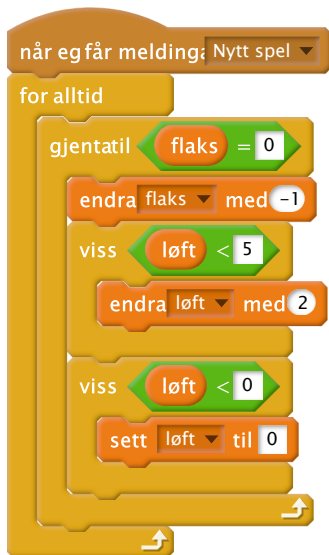 når eg får meldinga Nytt spel
for alltid
gjentatil flaks = 0
endra flaks med -1
viss løft < 5
endra løft med 2
viss løft < 0
sett løft til 0